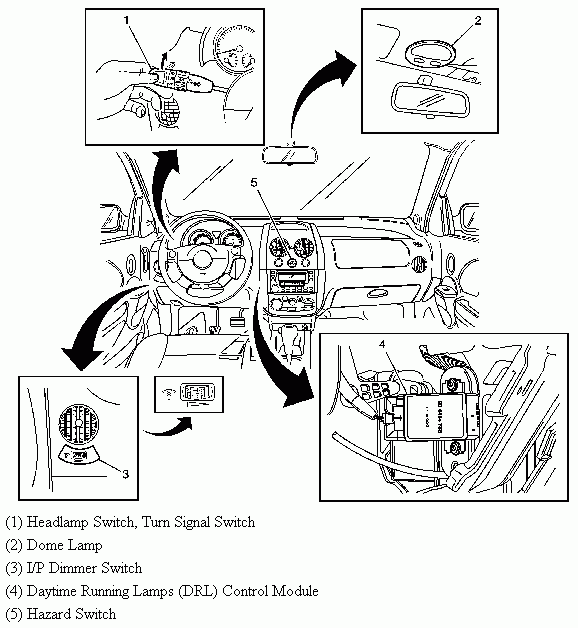 1
2
5
4
3
(1) Headlamp Switch, Turn Signal Switch
(2) Dome Lamp
(3) I/P Dimmer Switch
(4) Daytime Running Lamps (DRL) Control Module
(5) Hazard Switch